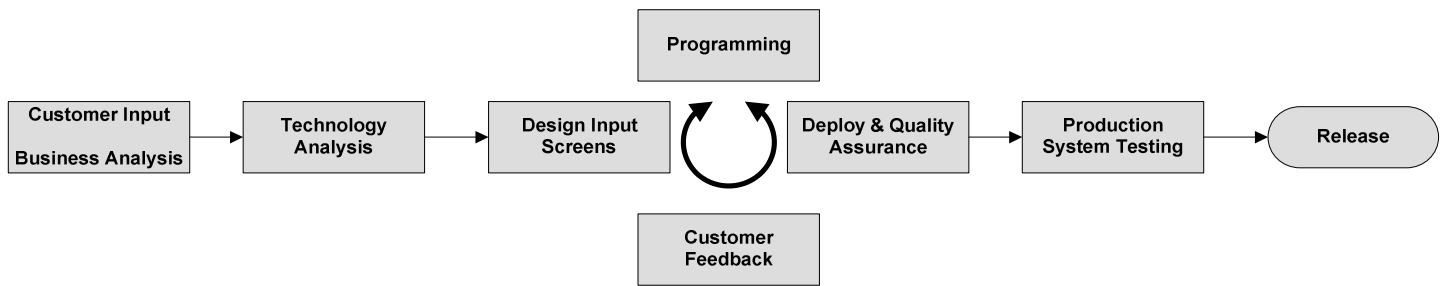 Programming
Customer Input
Business Analysis
Technology
Analysis
Design Input
Screens
Deploy & Quality
Assurance
Production
System Testing
Release
Customer
Feedback